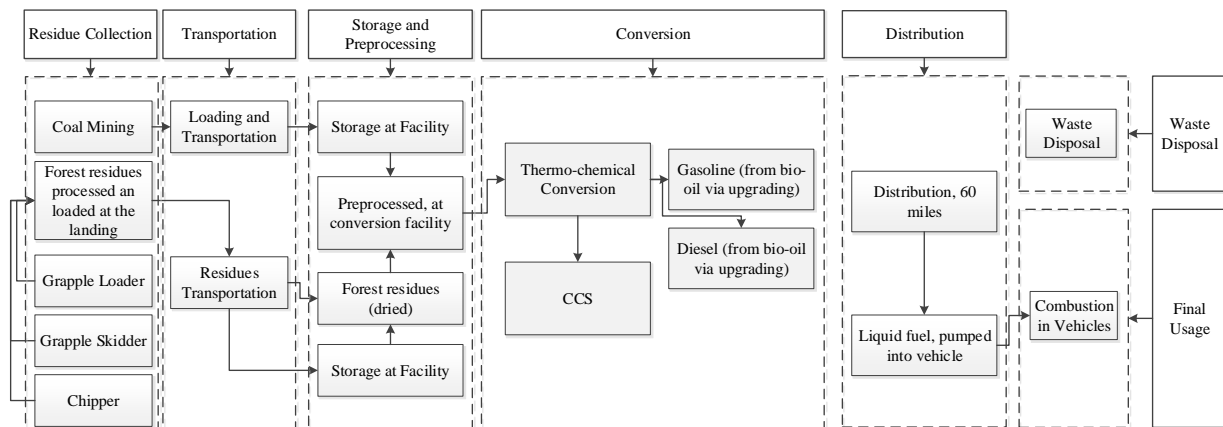 Residue Collection
Transportation
Storage and
Preprocessing
Conversion
Distribution
Coal Mining
Forest residues
processed an
loaded at the
landing
Grapple Loader
Grapple Skidder
Chipper
Loading and
Transportation
Residues
Transportation
Storage at Facility
Preprocessed, at
conversion facility
Forest residues
(dried)
Storage at Facility
Thermo-chemical
Conversion
CCS
Gasoline (from bio-
oil via upgrading)
Diesel (from bio-oil
via upgrading)
Distribution, 60
miles
Liquid fuel, pumped
into vehicle
Waste
Disposal
Combustion
in Vehicles
Waste
Disposal
Final
Usage